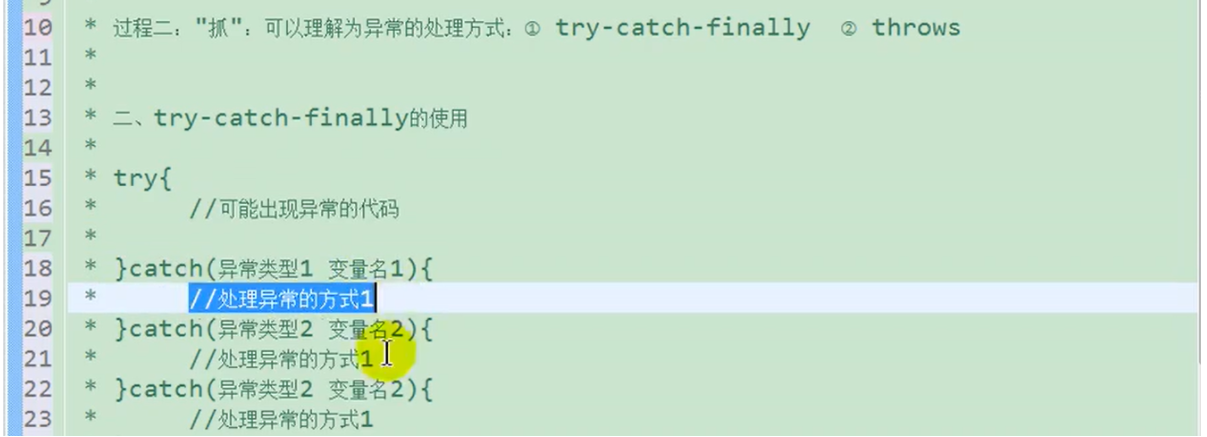 10 * 过程二："抓"：可以理解为异常的处理方式：① try-catch-finally  ② throws
11 *
12 *
13 * 二、try-catch-finally的使用
14 *
15 * try{
16 *      //可能出现异常的代码
17 *
18 * }catch(异常类型1 变量名1){
19 *      //处理异常的方式1
20 * }catch(异常类型2 变量名2){
21 *      //处理异常的方式1
22 * }catch(异常类型2 变量名2){
23 *      //处理异常的方式1